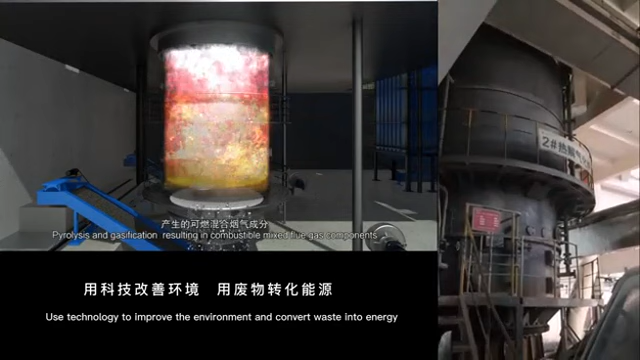 产生的可燃混合烟气成分
Pyrolysis and gasification resulting in combustible mixed flue gas components
用科技改善环境 用废物转化能源
Use technology to improve the environment and convert waste into energy
2#热解气